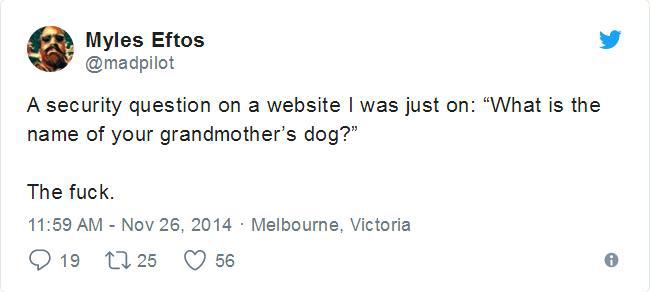 Myles Eftos
@madpilot
A security question on a website I was just on: “What is the
name of your grandmother’s dog?”
The fuck.
11:59 AM - Nov 26, 2014 · Melbourne, Victoria
19 25 56